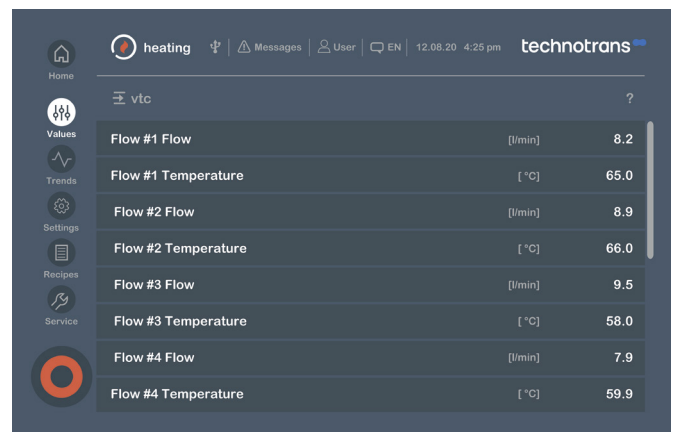 heating Messages User EN 12.08.20 4:25 pm technotrans
Home
vtc ?
Values
Flow #1 Flow [l/min] 8.2
Flow #1 Temperature [°C] 65.0
Trends
Flow #2 Flow [l/min] 8.9
Settings
Flow #2 Temperature [°C] 66.0
Recipes
Flow #3 Flow [l/min] 9.5
Service
Flow #3 Temperature [°C] 58.0
Flow #4 Flow [l/min] 7.9
Flow #4 Temperature [°C] 59.9